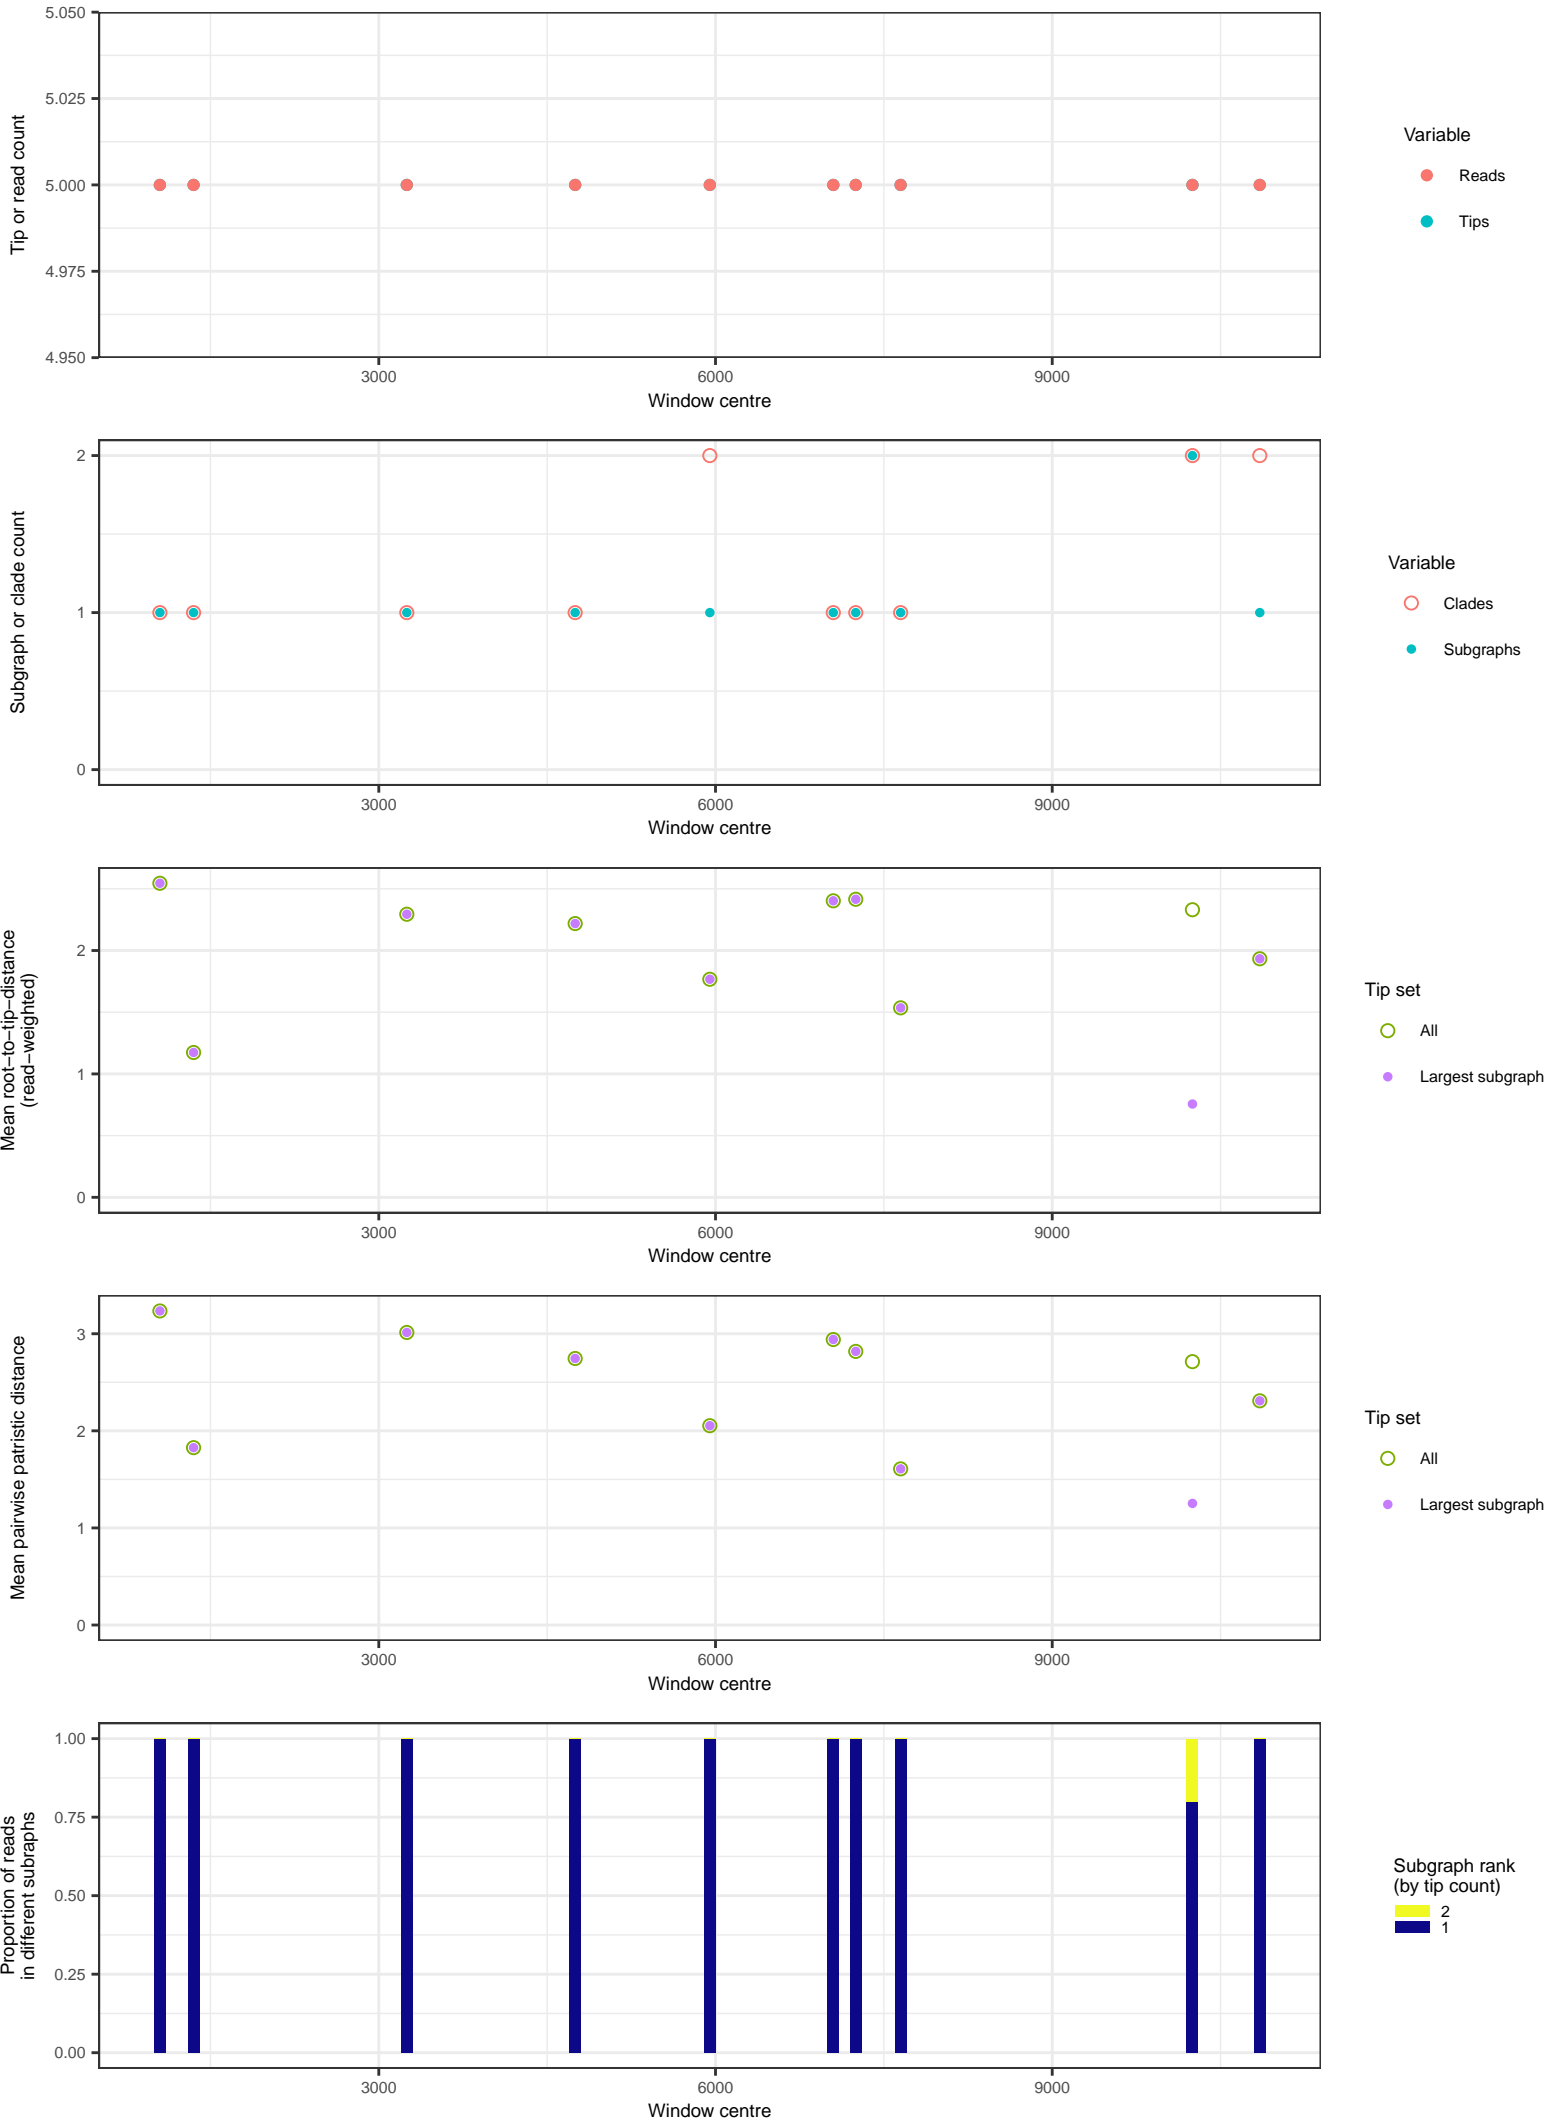 5.050
5.025
5.000
4.975
4.950
Tip or read count
3000
6000
9000
Window centre
Variable
Reads
Tips
2
1
0
Subgraph or clade count
3000
6000
9000
Window centre
Variable
Clades
Subgraphs
2
1
0
Mean root−to−tip−distance
(read−weighted)
3000
6000
9000
Window centre
Tip set
All
Largest subgraph
3
2
1
0
Mean pairwise patristic distance
3000
6000
9000
Window centre
Tip set
All
Largest subgraph
1.00
0.75
0.50
0.25
0.00
Proportion of reads
in different subraphs
3000
6000
9000
Window centre
Subgraph rank
(by tip count)
2
1